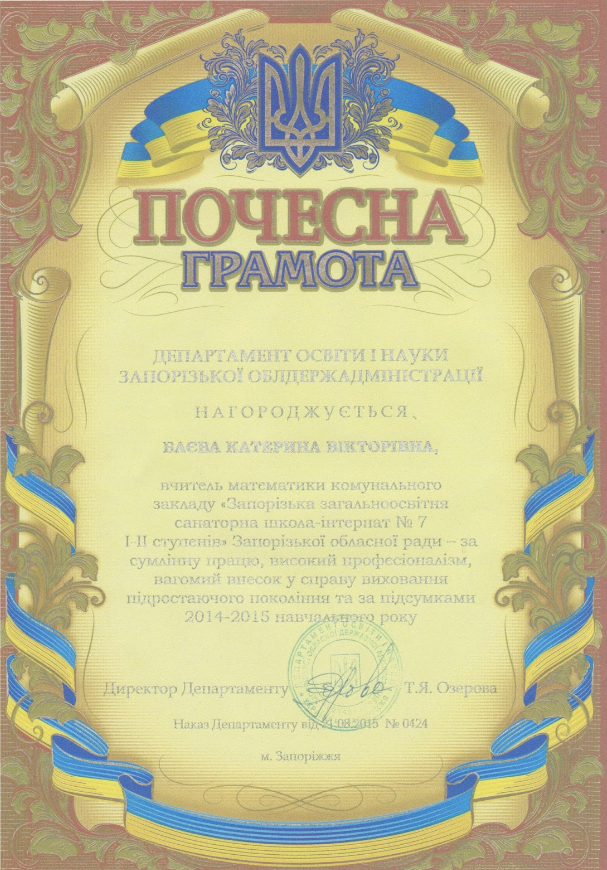 ПОЧЕСНА
ГРАМОТА
ДЕПАРТАМЕНТ ОСВІТИ І НАУКИ
ЗАПОРІЗЬКОЇ ОБЛДЕРЖАДМІНІСТРАЦІЇ
НАГОРОДЖУЄТЬСЯ,
БАЄВА КАТЕРИНА ВІКТОРІВНА,
вчитель математики комунального
закладу «Запорізька загальноосвітня
санаторна школа-інтернат № 7
І-ІІ ступенів» Запорізької обласної ради – за
сумлінну працю, високий професіоналізм,
вагомий внесок у справу виховання
підростаючого покоління та за підсумками
2014-2015 навчального року
Директор Департаменту Т.Я. Озерова
Наказ Департаменту від .08.2015 № 0424
м. Запоріжжя